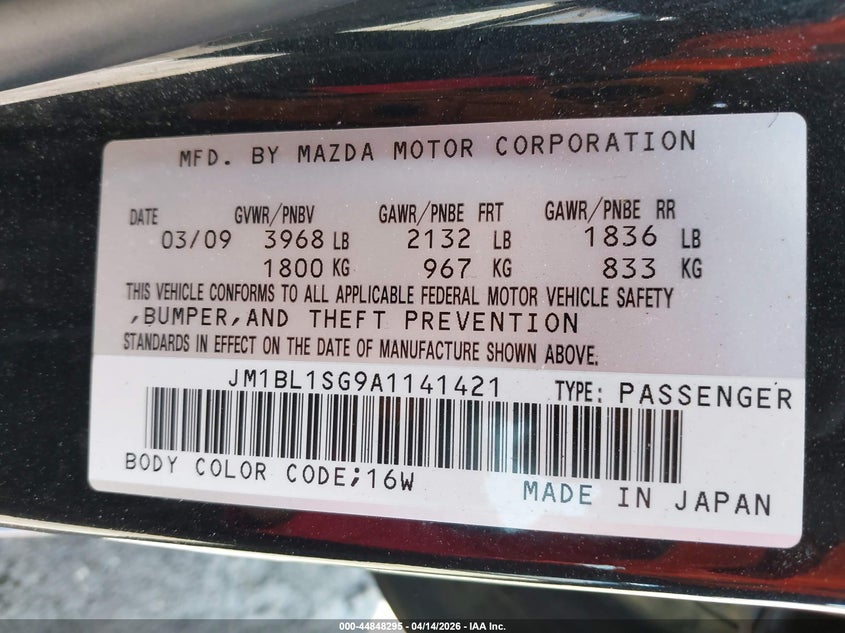 MFD. BY MAZDA MOTOR CORPORATION
DATE GVWR/PNBV GAWR/PNBE FRT GAWR/PNBE RR
03/09 3968 LB 2132 LB 1836 LB
1800 KG 967 KG 833 KG
THIS VEHICLE CONFORMS TO ALL APPLICABLE FEDERAL MOTOR VEHICLE SAFETY
,BUMPER,AND THEFT PREVENTION
STANDARDS IN EFFECT ON THE DATE OF MANUFACTURE SHOWN ABOVE.
JM1BL1SG9A1141421 TYPE: PASSENGER
BODY COLOR CODE;16W
MADE IN JAPAN
000-44848295 - 04/14/2026 - IAA Inc.